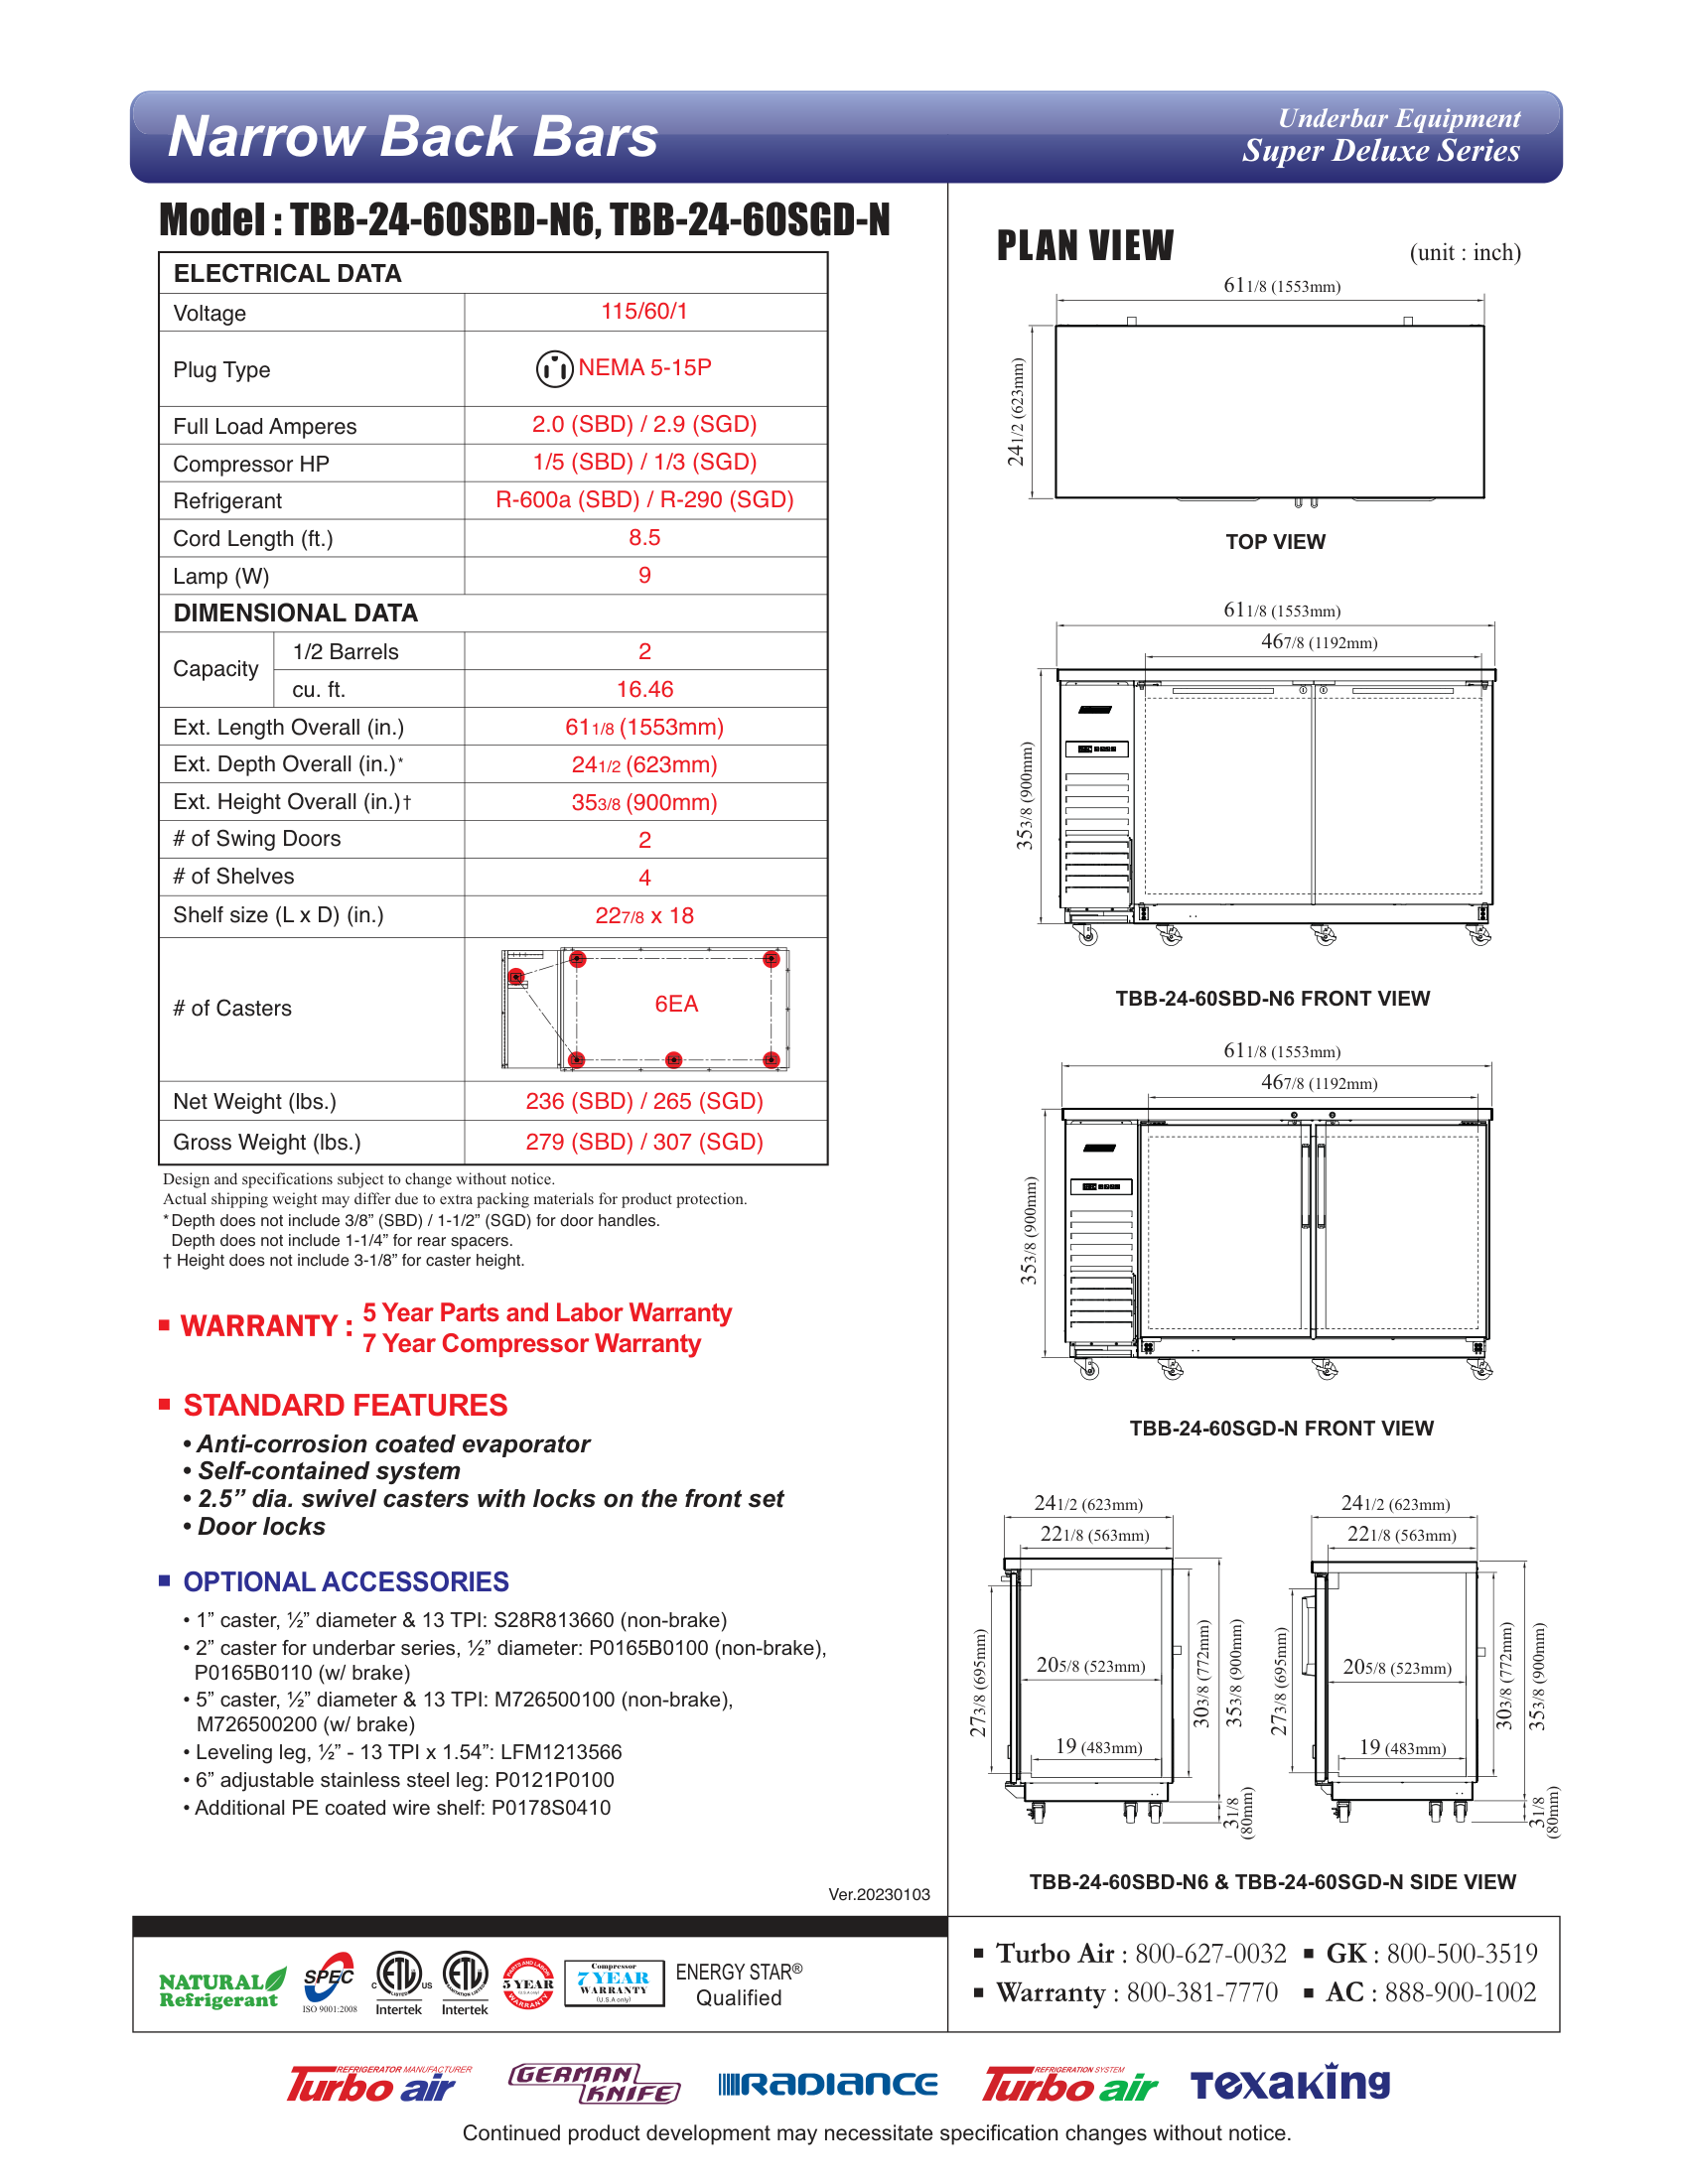 Narrow Back Bars
Underbar Equipment
Super Deluxe Series
Model : TBB-24-60SBD-N6, TBB-24-60SGD-N
ELECTRICAL DATA
Voltage 115/60/1
Plug Type NEMA 5-15P
Full Load Amperes 2.0 (SBD) / 2.9 (SGD)
Compressor HP 1/5 (SBD) / 1/3 (SGD)
Refrigerant R-600a (SBD) / R-290 (SGD)
Cord Length (ft.) 8.5
Lamp (W) 9
DIMENSIONAL DATA
Capacity
1/2 Barrels 2
cu. ft. 16.46
Ext. Length Overall (in.) 61 1/8 (1553mm)
Ext. Depth Overall (in.)* 24 1/2 (623mm)
Ext. Height Overall (in.)† 35 3/8 (900mm)
# of Swing Doors 2
# of Shelves 4
Shelf size (L x D) (in.) 22 7/8 x 18
# of Casters 6EA
Net Weight (lbs.) 236 (SBD) / 265 (SGD)
Gross Weight (lbs.) 279 (SBD) / 307 (SGD)
Design and specifications subject to change without notice.
Actual shipping weight may differ due to extra packing materials for product protection.
* Depth does not include 3/8” (SBD) / 1-1/2” (SGD) for door handles.
Depth does not include 1-1/4” for rear spacers.
† Height does not include 3-1/8” for caster height.
WARRANTY : 5 Year Parts and Labor Warranty
7 Year Compressor Warranty
STANDARD FEATURES
• Anti-corrosion coated evaporator
• Self-contained system
• 2.5” dia. swivel casters with locks on the front set
• Door locks
OPTIONAL ACCESSORIES
• 1” caster, ½” diameter & 13 TPI: S28R813660 (non-brake)
• 2” caster for underbar series, ½” diameter: P0165B0100 (non-brake),
P0165B0110 (w/ brake)
• 5” caster, ½” diameter & 13 TPI: M726500100 (non-brake),
M726500200 (w/ brake)
• Leveling leg, ½” - 13 TPI x 1.54”: LFM1213566
• 6” adjustable stainless steel leg: P0121P0100
• Additional PE coated wire shelf: P0178S0410
Ver.20230103
PLAN VIEW
(unit : inch)
61 1/8 (1553mm)
24 1/2 (623mm)
TOP VIEW
61 1/8 (1553mm)
46 7/8 (1192mm)
35 3/8 (900mm)
TBB-24-60SBD-N6 FRONT VIEW
61 1/8 (1553mm)
46 7/8 (1192mm)
35 3/8 (900mm)
TBB-24-60SGD-N FRONT VIEW
24 1/2 (623mm)
22 1/8 (563mm)
27 3/8 (695mm)
20 5/8 (523mm)
19 (483mm)
30 3/8 (772mm)
35 3/8 (900mm)
3 1/8
(80mm)
24 1/2 (623mm)
22 1/8 (563mm)
27 3/8 (695mm)
20 5/8 (523mm)
19 (483mm)
30 3/8 (772mm)
35 3/8 (900mm)
3 1/8
(80mm)
TBB-24-60SBD-N6 & TBB-24-60SGD-N SIDE VIEW
NATURAL
Refrigerant
SPEC
ISO 9001:2008
C ETL US
LISTED
Intertek
ETL
Intertek
PARTS AND LABOR
5 YEAR
WARRANTY
Compressor
7 YEAR
WARRANTY
(U.S.A only)
ENERGY STAR®
Qualified
Turbo Air : 800-627-0032
GK : 800-500-3519
Warranty : 800-381-7770
AC : 888-900-1002
REFRIGERATOR MANUFACTURER
Turbo air
GERMAN
KNIFE
RADIANCE
REFRIGERATION SYSTEM
Turbo air
Texaking
Continued product development may necessitate specification changes without notice.